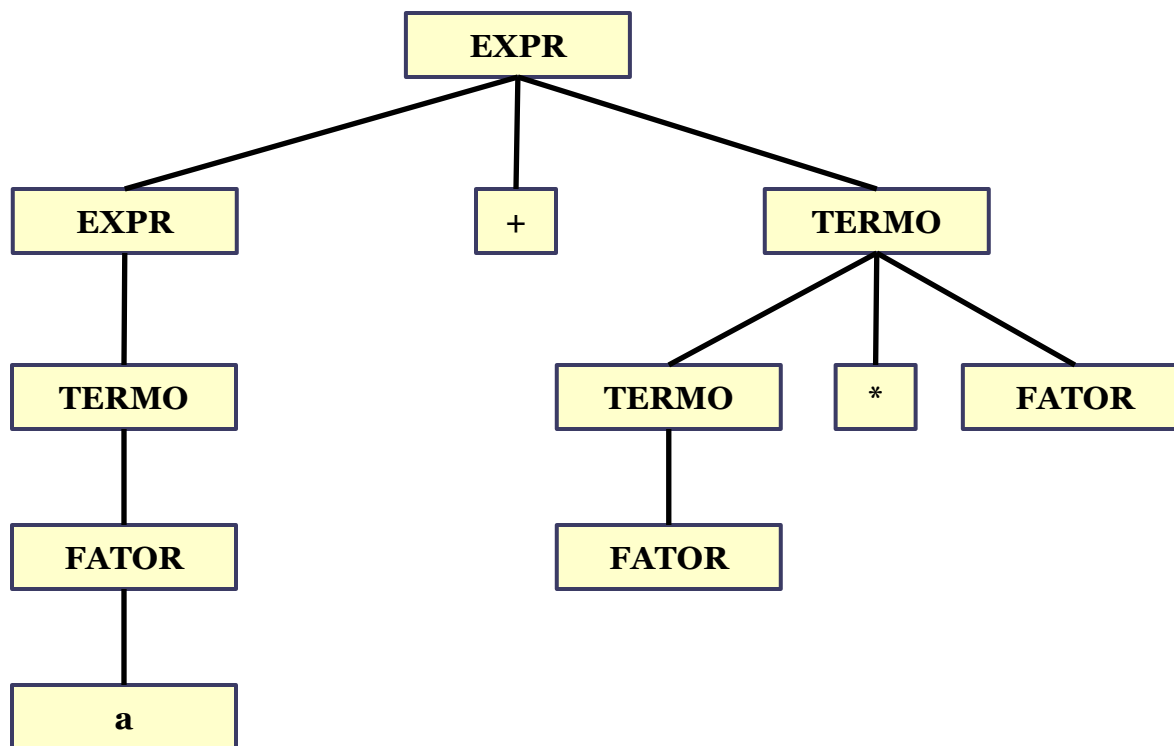 EXPR
EXPR
+
TERMO
TERMO
TERMO
*
FATOR
FATOR
FATOR
a